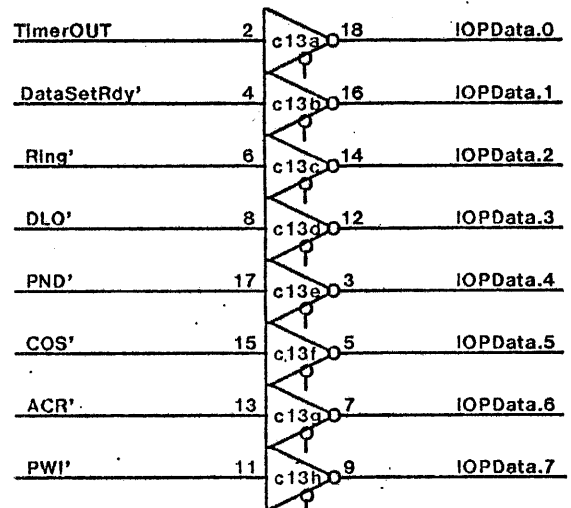 TimerOUT 2 c13a 18 IOPData.0
DataSetRdy' 4 c13b 16 IOPData.1
Ring' 6 c13c 14 IOPData.2
DLO' 8 c13d 12 IOPData.3
PND' 17 c13e 3 IOPData.4
COS' 15 c13f 5 IOPData.5
ACR' 13 c13g 7 IOPData.6
PWI' 11 c13h 9 IOPData.7